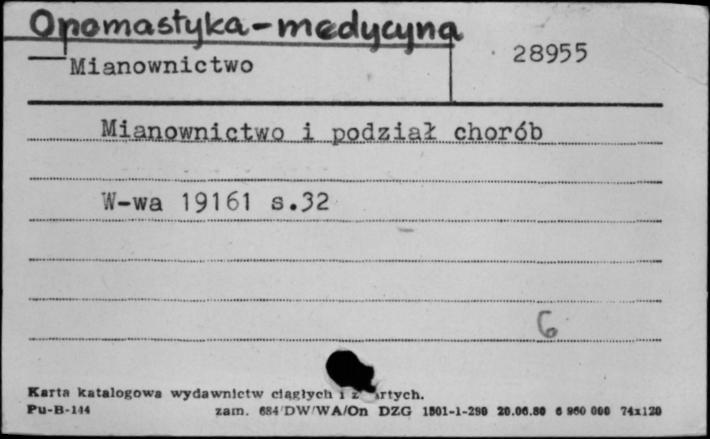 Onomastyka-medycyna
Mianownictwo
28955
Mianownictwo i podział chorób
W-wa 19161 s.32
G
Karta katalogowa wydawnictw ciągłych i z artych.
Pu-B-144 zam. 684/DW/WA/On DZG 1801-1-290 20.06.80 6 960 000 74x120